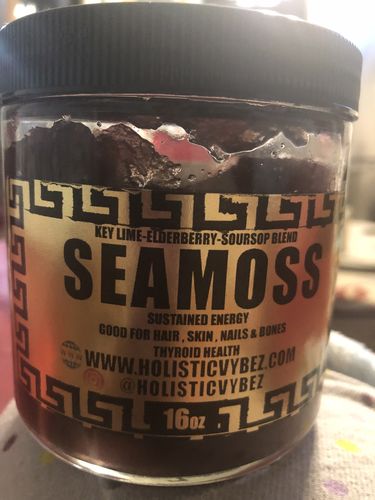 KEY LIME-ELDERBERRY-SOURSOP BLEND
SEAMOSS
SUSTAINED ENERGY
GOOD FOR HAIR , SKIN , NAILS & BONES
THYROID HEALTH
WWW WWW.HOLISTICVYBEZ.COM
@HOLISTICVYBEZ
16oz